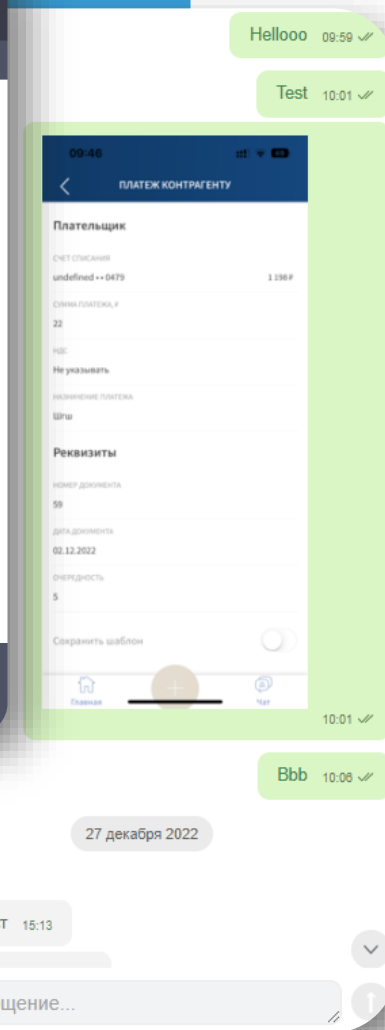 Hellooo 09:59
Test 10:01
09:46
ПЛАТЕЖ КОНТРАГЕНТУ
Плательщик
СЧЕТ СПИСАНИЯ
undefined •• 0479 1 198 ₽
СУММА ПЛАТЕЖА, ₽
22
НДС
Не указывать
НАЗНАЧЕНИЕ ПЛАТЕЖА
Шгш
Реквизиты
НОМЕР ДОКУМЕНТА
59
ДАТА ДОКУМЕНТА
02.12.2022
ОЧЕРЕДНОСТЬ
5
Сохранить шаблон
Главная
Чат
10:01
Bbb 10:06
27 декабря 2022
15:13
щение...